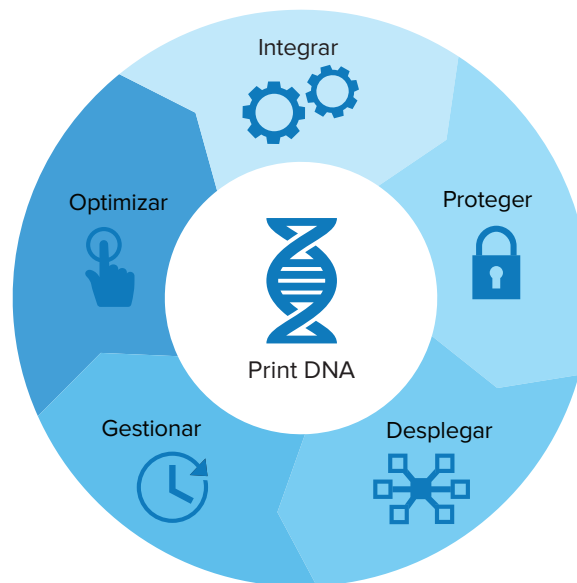 Integrar
Proteger
Desplegar
Gestionar
Optimizar
Print DNA